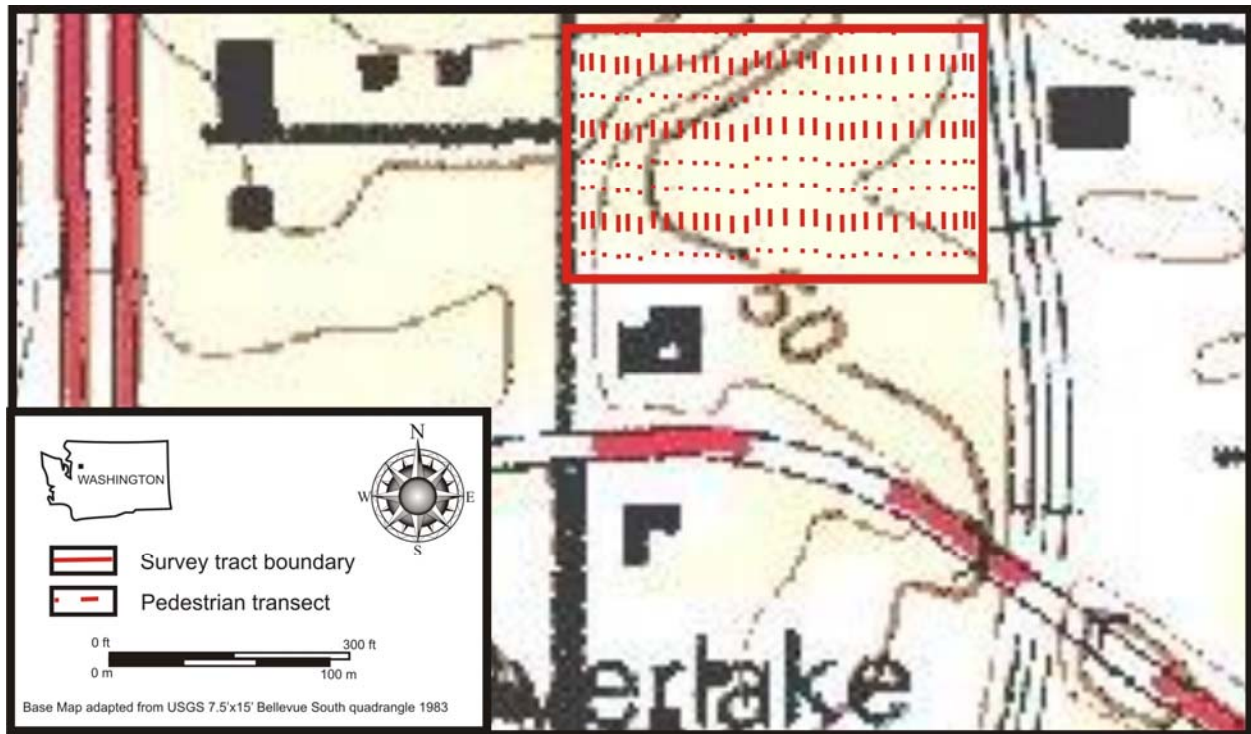 50
N
W
E
S
WASHINGTON
Survey tract boundary
Pedestrian transect
0 ft
300 ft
0 m
100 m
Base Map adapted from USGS 7.5'x15' Bellevue South quadrangle 1983
erlake